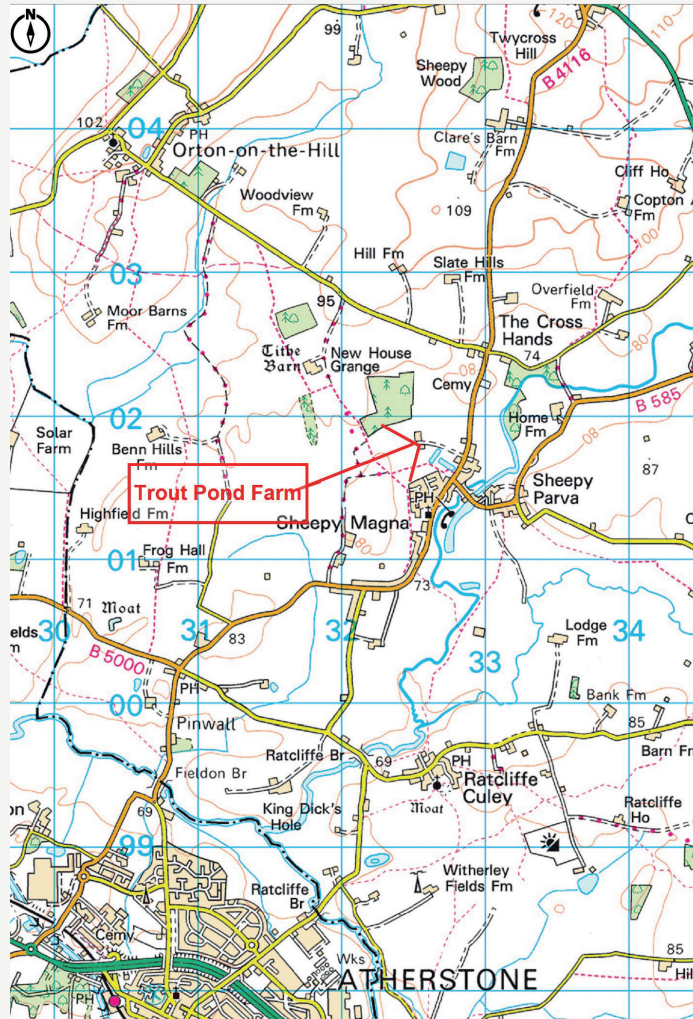 N
99
120
110
Twycross
Hill
Sheepy
Wood
B 4116
102
04
PH
Orton-on-the-Hill
Clare's Barn
Fm
Cliff Ho
Woodview
Fm
109
Copton
Fm
100
Hill Fm
Slate Hills
Fm
03
95
Overfield
Fm
Moor Barns
Fm
The Cross
Hands
80
Tithe
Barn
New House
Grange
74
80
Cemy
02
B 585
Solar
Farm
Benn Hills
Fm
Home
Fm
80
87
Trout Pond Farm
Sheepy
Parva
PH
Highfield Fm
Sheepy Magna
80
01
Frog Hall
Fm
73
71
Moat
30
31
32
34
elds
m
83
Lodge
Fm
B 5000
33
PH
00
Bank Fm
Pinwall
85
Ratcliffe Br
69
PH
Barn Fm
Fieldon Br
Ratcliffe
Culey
on
69
King Dick's
Hole
Moat
Ratcliffe
Ho
99
Witherley
Fields Fm
Ratcliffe
Br
Cemy
Wks
85
ATHERSTONE
Hil
PH